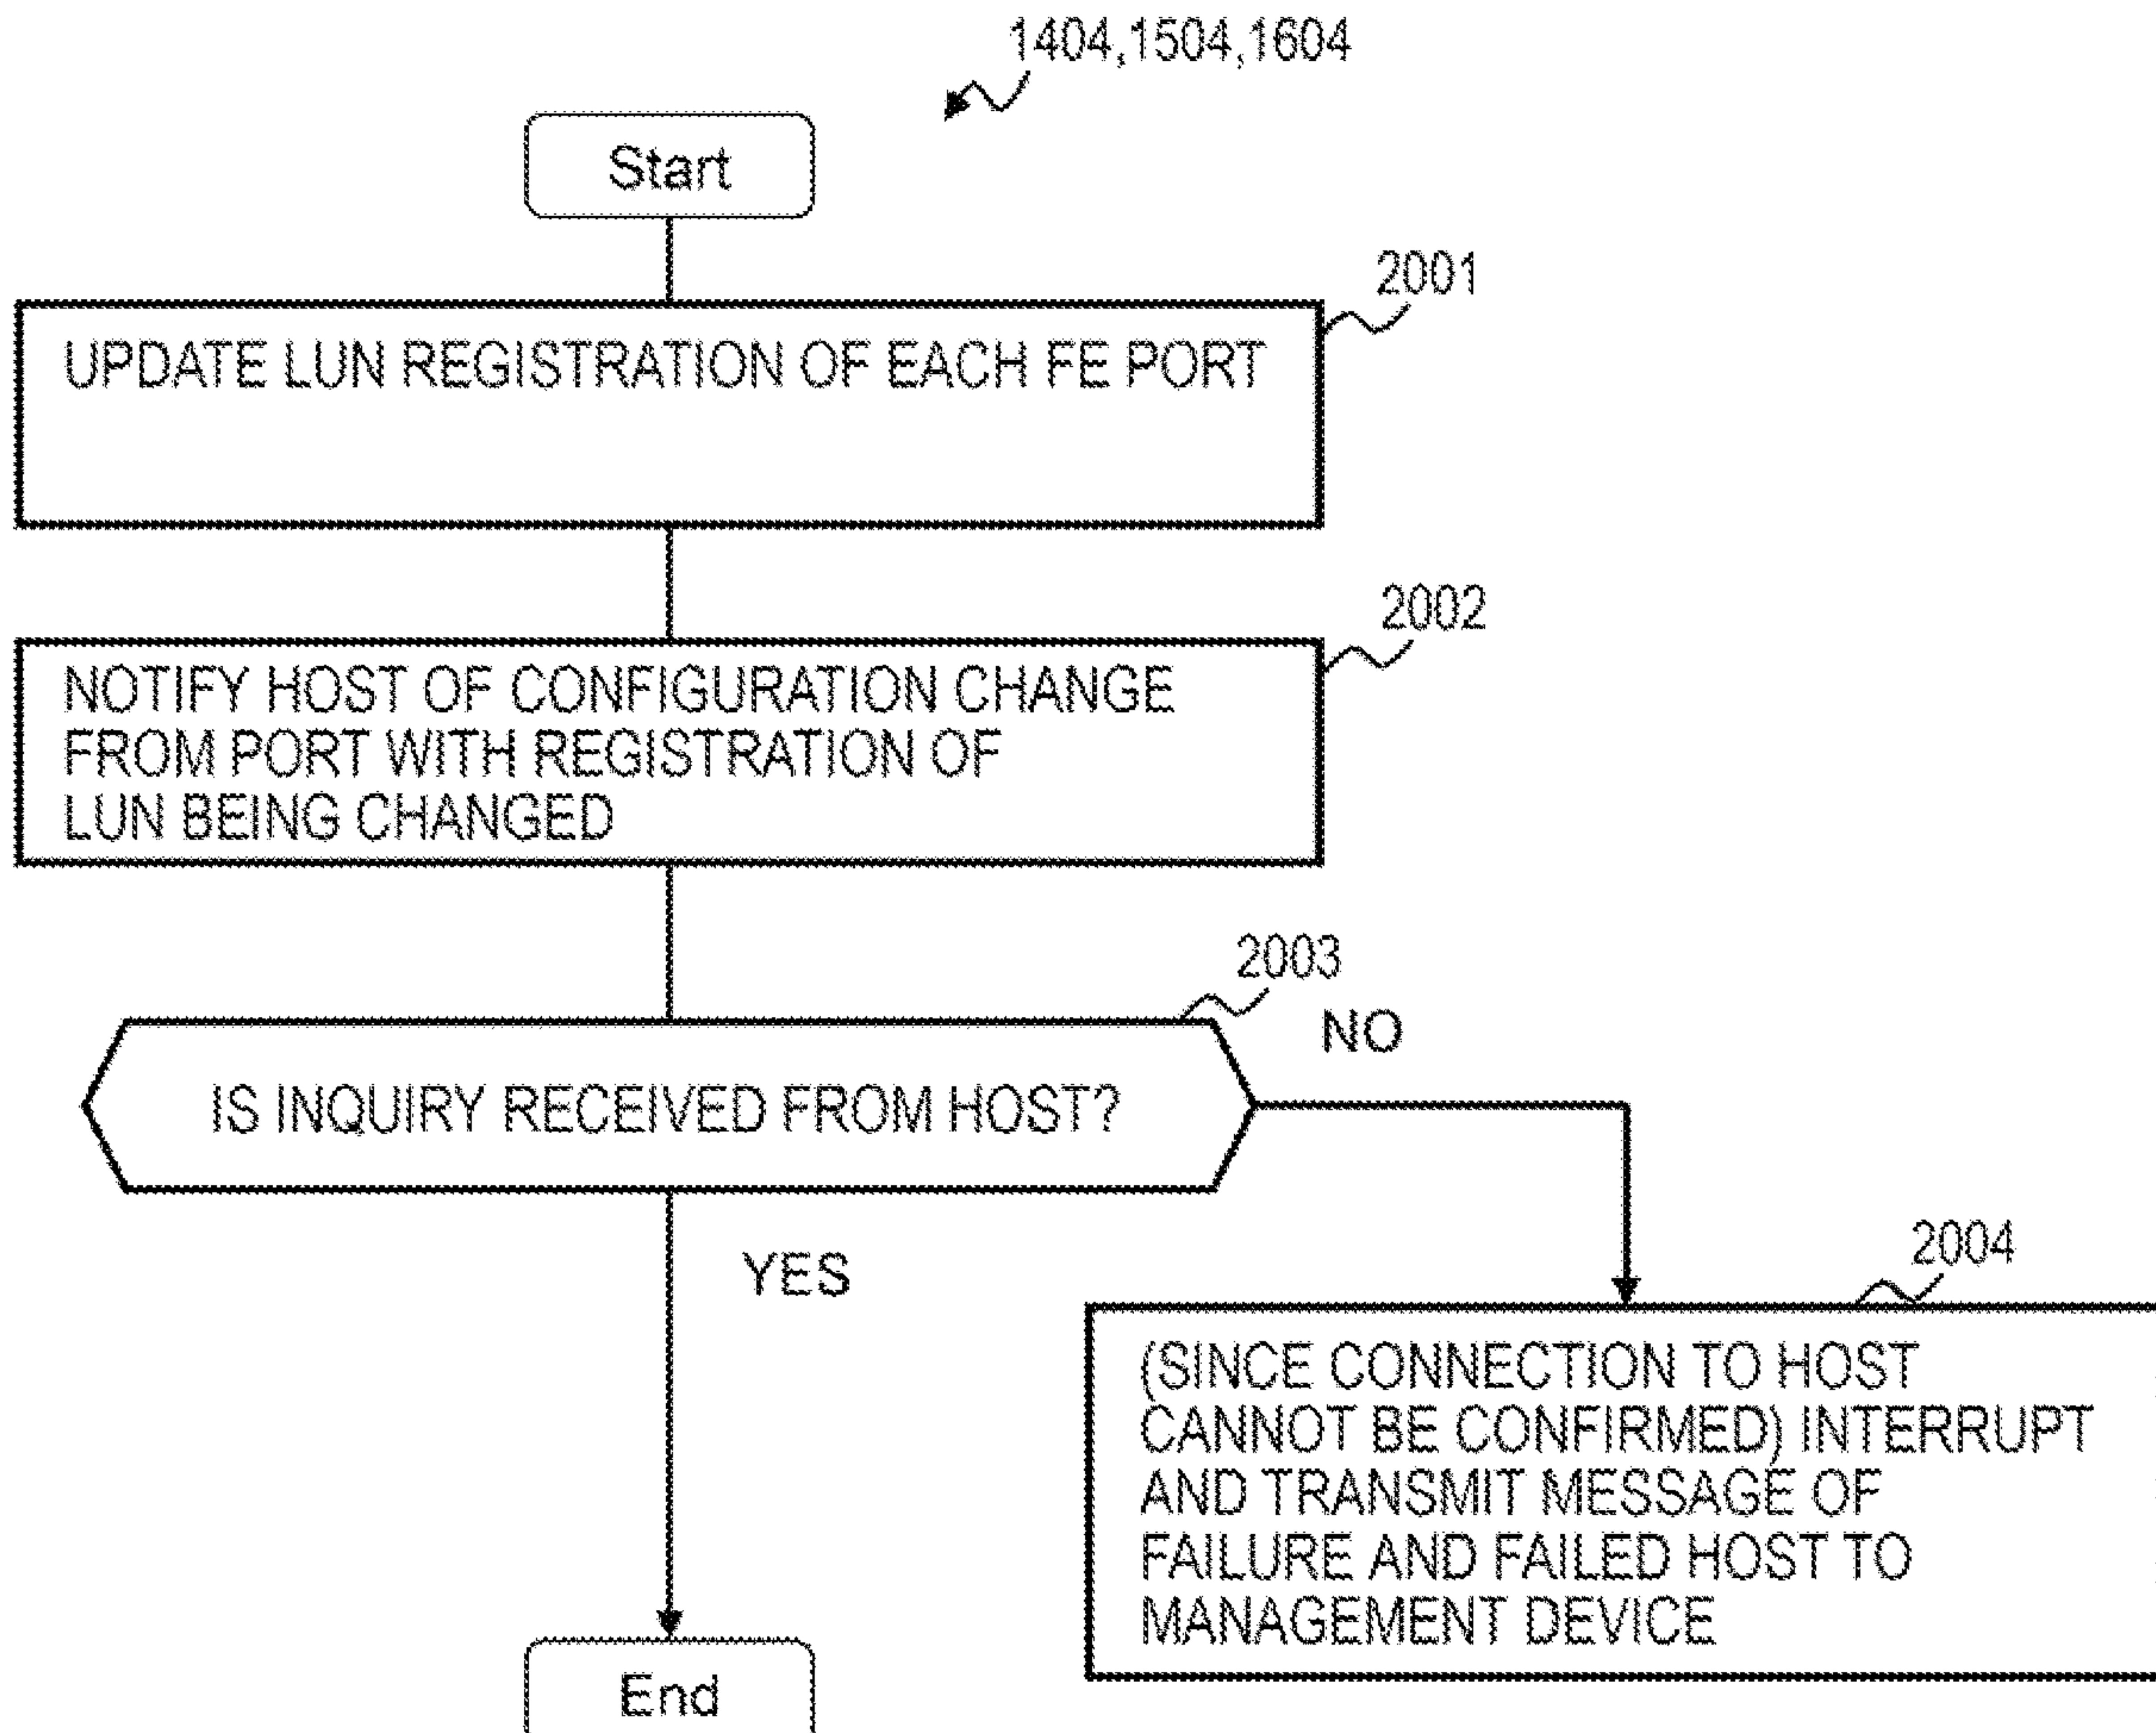 1404,1504,1604
Start
2001
UPDATE LUN REGISTRATION OF EACH FE PORT
2002
NOTIFY HOST OF CONFIGURATION CHANGE
FROM PORT WITH REGISTRATION OF
LUN BEING CHANGED
2003
NO
IS INQUIRY RECEIVED FROM HOST?
YES
2004
(SINCE CONNECTION TO HOST
CANNOT BE CONFIRMED) INTERRUPT
AND TRANSMIT MESSAGE OF
FAILURE AND FAILED HOST TO
MANAGEMENT DEVICE
End